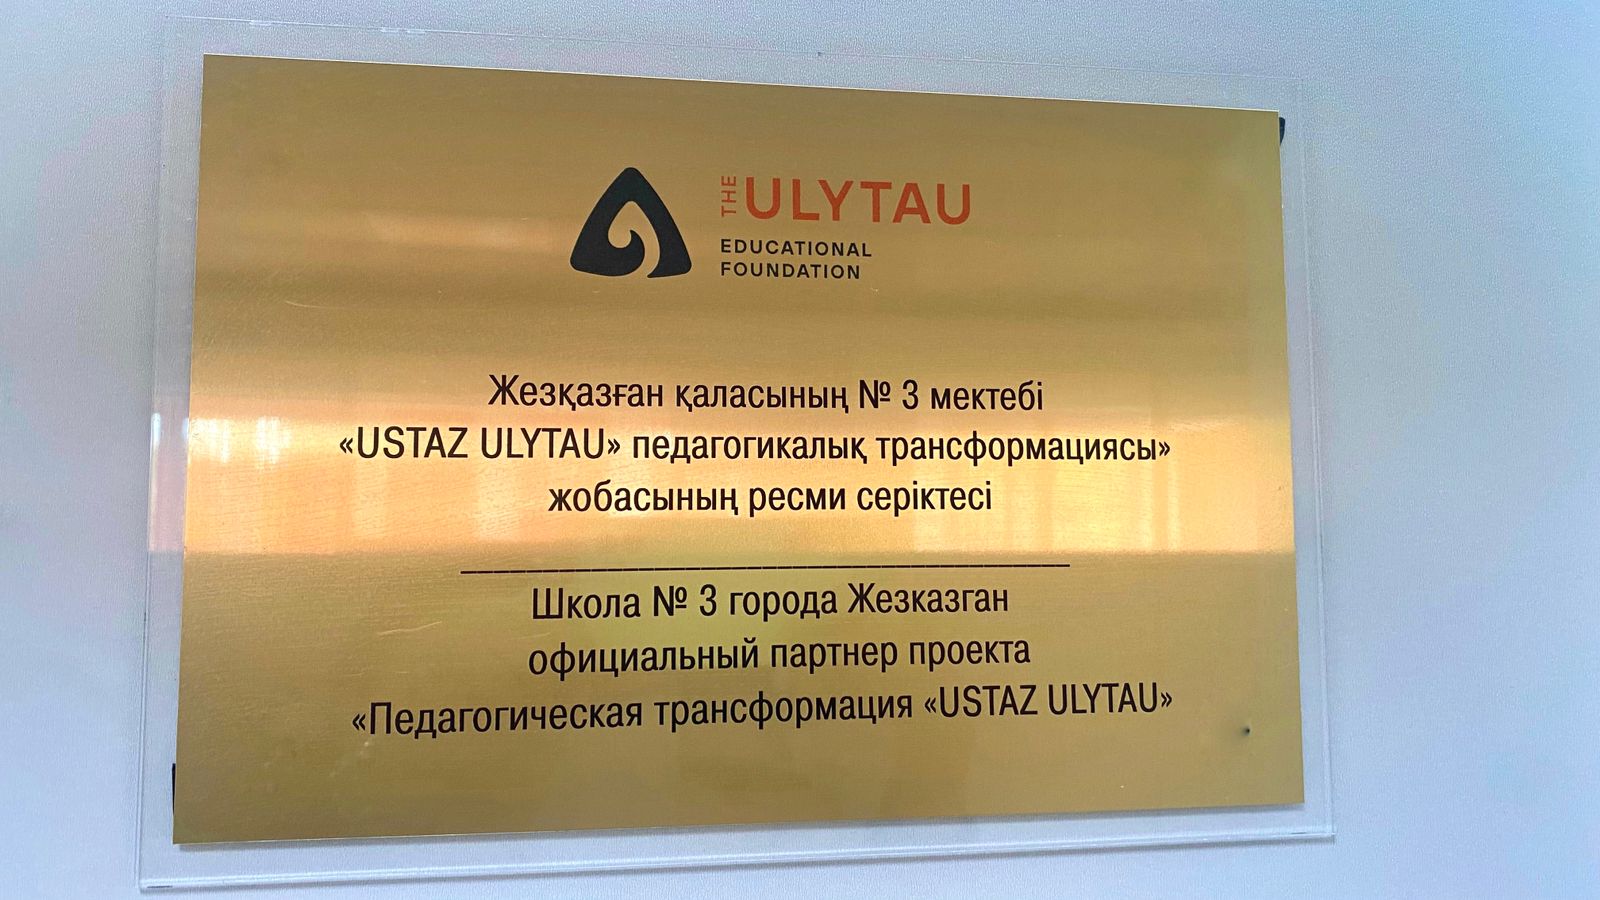 THE ULYTAU
EDUCATIONAL
FOUNDATION
Жезқазған қаласының № 3 мектебі
«USTAZ ULYTAU» педагогикалық трансформациясы»
жобасының ресми серіктесі
Школа № 3 города Жезказган
официальный партнер проекта
«Педагогическая трансформация «USTAZ ULYTAU»